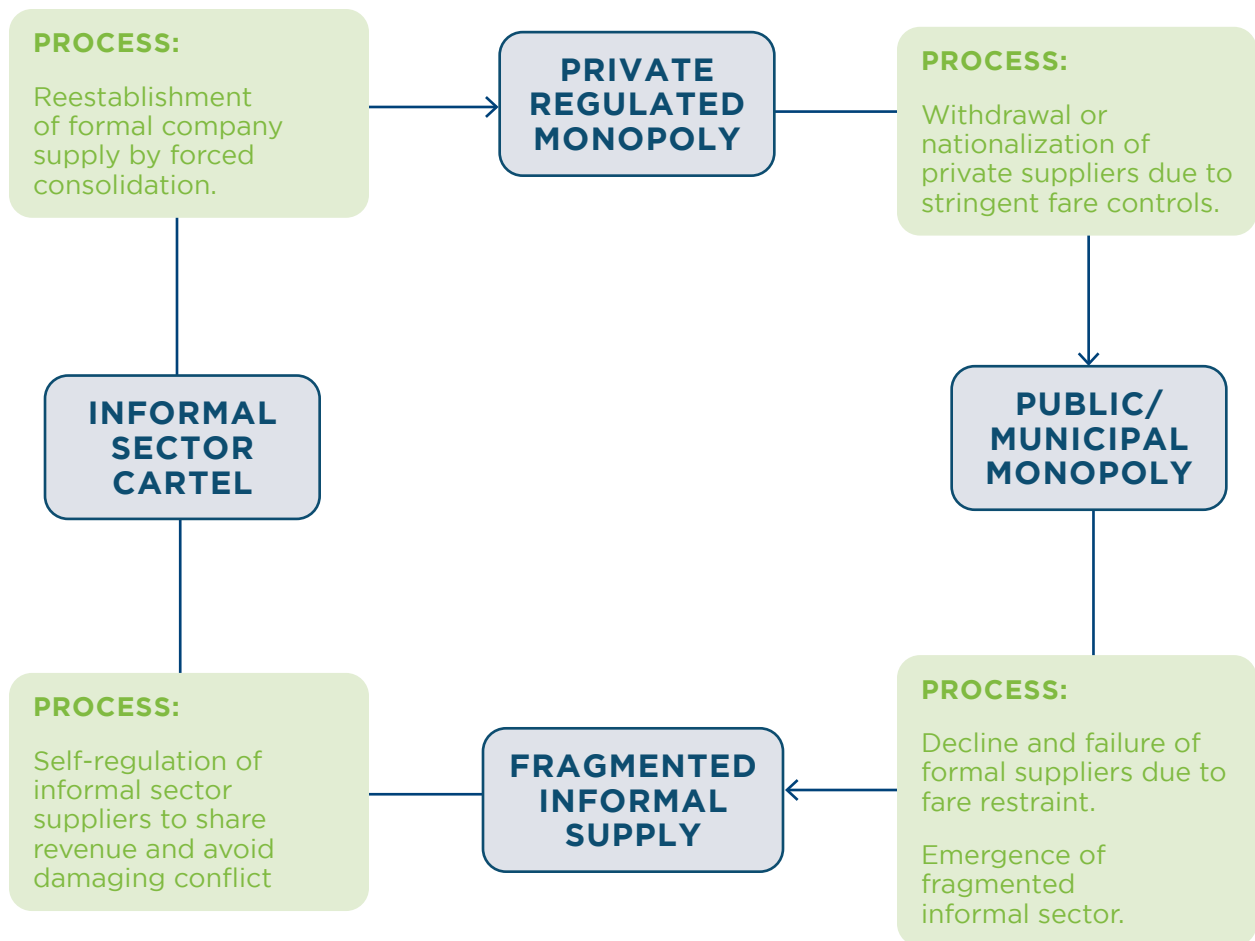 PROCESS:
Reestablishment
of formal company
supply by forced
consolidation.
PRIVATE
REGULATED
MONOPOLY
PROCESS:
Withdrawal or
nationalization of
private suppliers due to
stringent fare controls.
INFORMAL
SECTOR
CARTEL
PUBLIC/
MUNICIPAL
MONOPOLY
PROCESS:
Self-regulation of
informal sector
suppliers to share
revenue and avoid
damaging conflict
FRAGMENTED
INFORMAL
SUPPLY
PROCESS:
Decline and failure of
formal suppliers due to
fare restraint.
Emergence of
fragmented
informal sector.